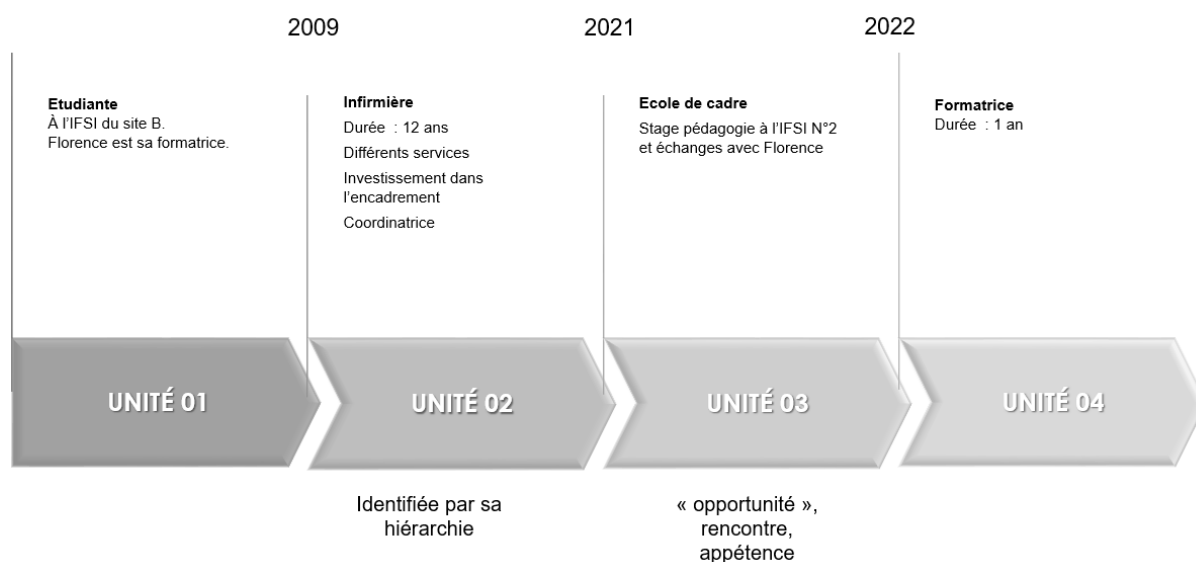 2009
2021
2022
Etudiante
À l’IFSI du site B.
Florence est sa formatrice.
Infirmière
Durée : 12 ans
Différents services
Investissement dans
l’encadrement
Coordinatrice
Ecole de cadre
Stage pédagogie à l’IFSI N°2
et échanges avec Florence
Formatrice
Durée : 1 an
UNITÉ 01
UNITÉ 02
UNITÉ 03
UNITÉ 04
Identifiée par sa
hiérarchie
« opportunité »,
rencontre,
appétence